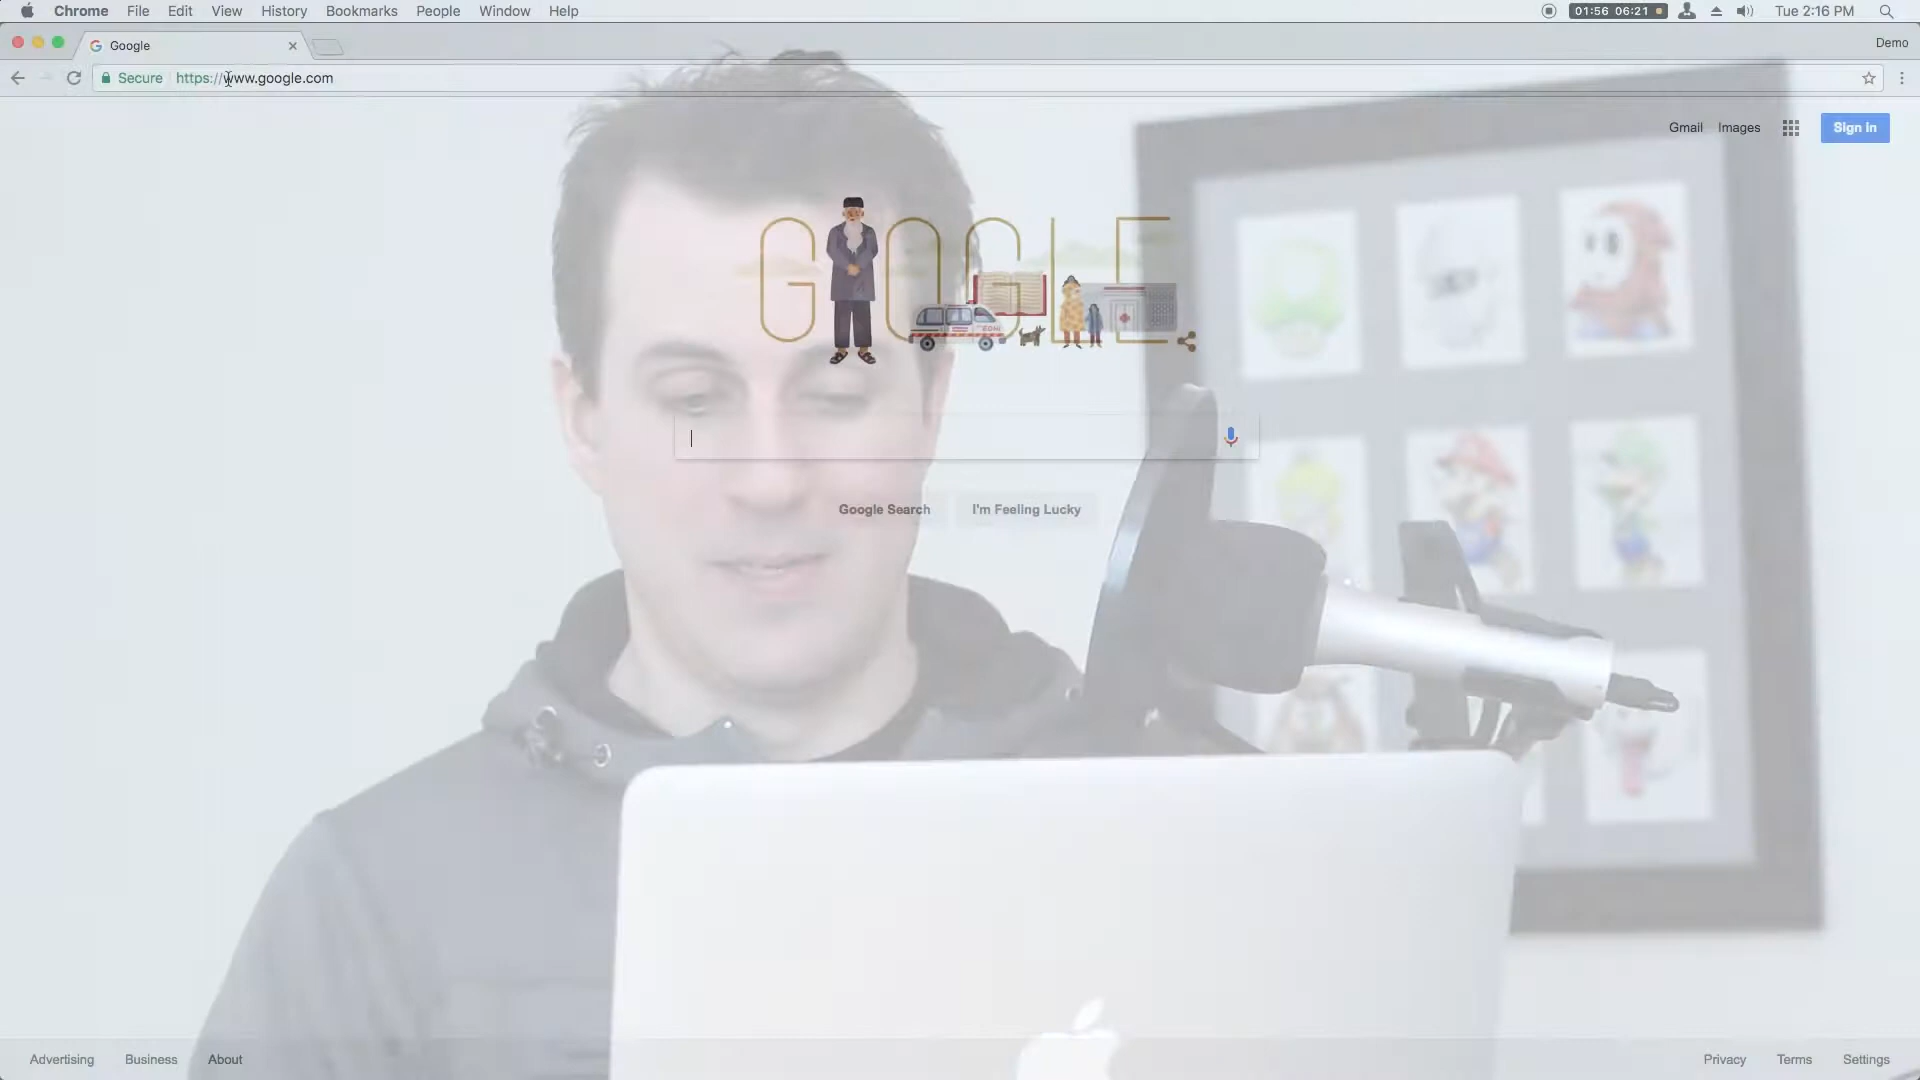 Chrome File Edit View History Bookmarks People Window Help 01:56 06:21 Tue 2:16 PM
Google Demo
Secure https://www.google.com
Gmail Images Sign in
GOOGLE
EDHI
Google Search I'm Feeling Lucky
Advertising Business About Privacy Terms Settings